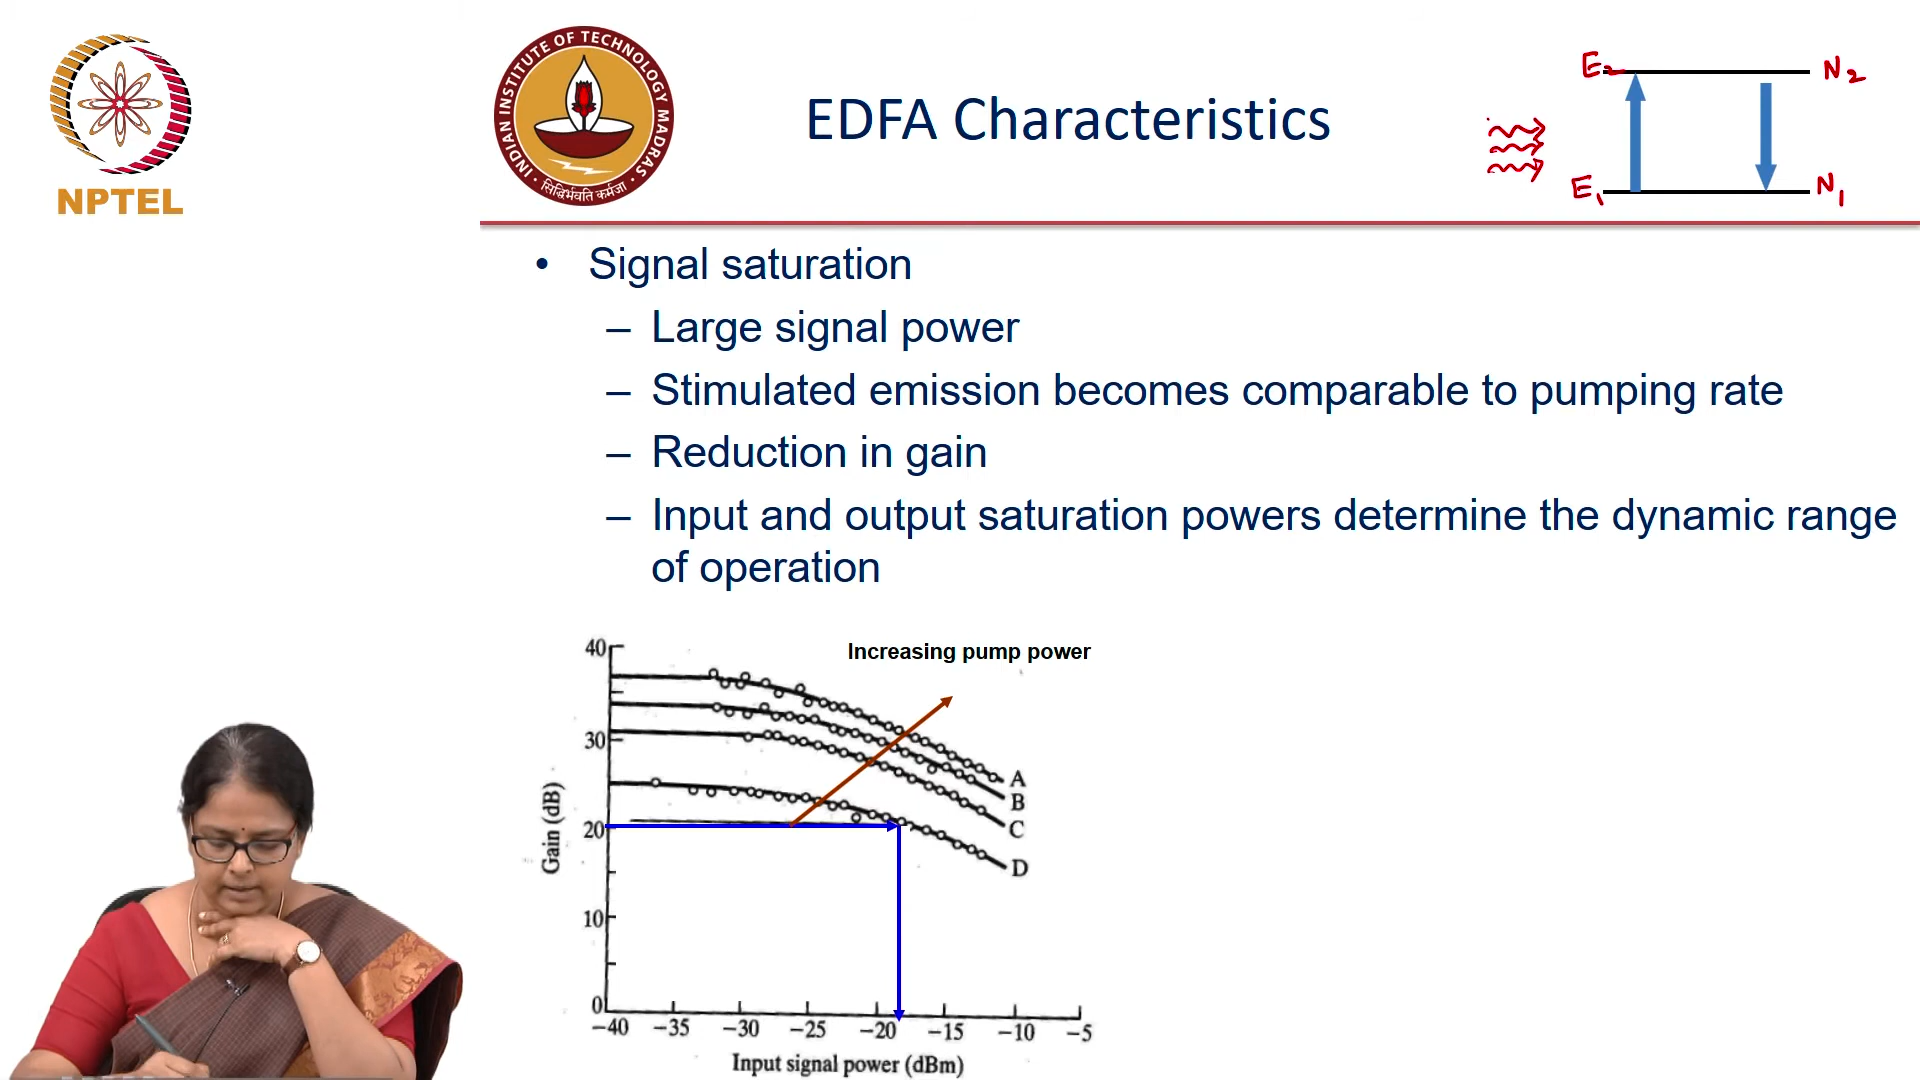 NPTEL
INDIAN INSTITUTE OF TECHNOLOGY MADRAS
सिद्धिर्भवति कर्मजा
EDFA Characteristics
E2
N2
E1
N1
• Signal saturation
– Large signal power
– Stimulated emission becomes comparable to pumping rate
– Reduction in gain
– Input and output saturation powers determine the dynamic range
of operation
Increasing pump power
40
30
20
10
0
Gain (dB)
A
B
C
D
−40 −35 −30 −25 −20 −15 −10 −5
Input signal power (dBm)